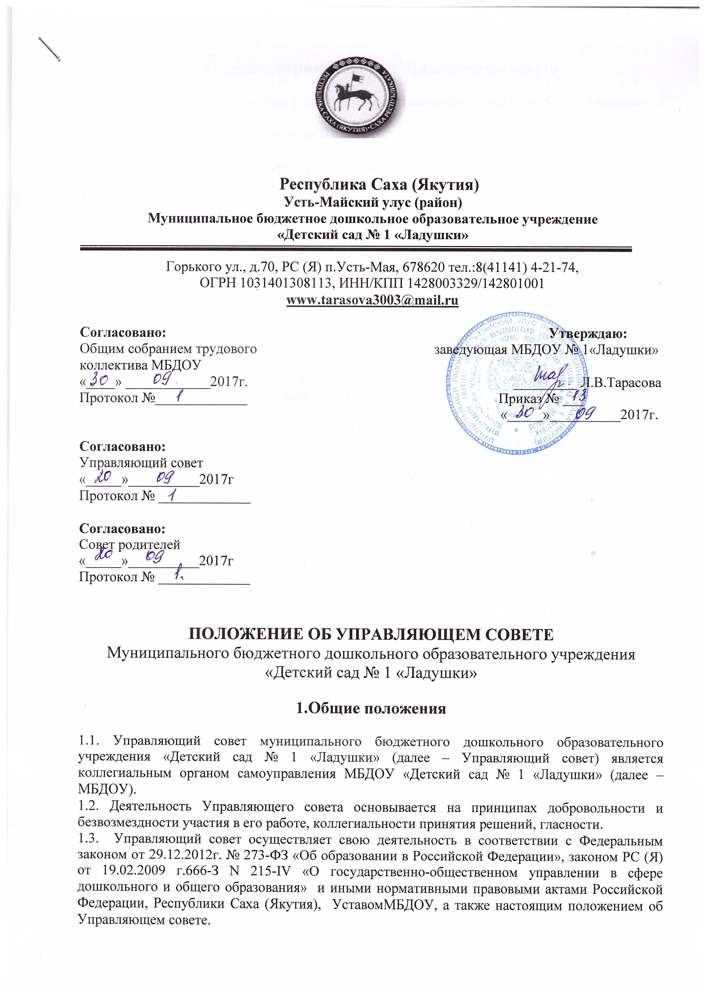 РЕСПУБЛИКА САХА (ЯКУТИЯ) • САХА РЕСПУБЛИКАТА
Республика Саха (Якутия)
Усть-Майский улус (район)
Муниципальное бюджетное дошкольное образовательное учреждение
«Детский сад № 1 «Ладушки»
Горького ул., д.70, РС (Я) п.Усть-Мая, 678620 тел.:8(41141) 4-21-74,
ОГРН 1031401308113, ИНН/КПП 1428003329/142801001
www.tarasova3003@mail.ru
Согласовано:
Общим собранием трудового
коллектива МБДОУ
«30» 09 2017г.
Протокол № 1
Утверждаю:
заведующая МБДОУ № 1«Ладушки»
Л.В.Тарасова
Приказ № 13
«30» 09 2017г.
Согласовано:
Управляющий совет
«20» 09 2017г
Протокол № 1
Согласовано:
Совет родителей
«20» 09 2017г
Протокол № 1.
ПОЛОЖЕНИЕ ОБ УПРАВЛЯЮЩЕМ СОВЕТЕ
Муниципального бюджетного дошкольного образовательного учреждения
«Детский сад № 1 «Ладушки»
1.Общие положения
1.1. Управляющий совет муниципального бюджетного дошкольного образовательного
учреждения «Детский сад № 1 «Ладушки» (далее – Управляющий совет) является
коллегиальным органом самоуправления МБДОУ «Детский сад № 1 «Ладушки» (далее –
МБДОУ).
1.2. Деятельность Управляющего совета основывается на принципах добровольности и
безвозмездности участия в его работе, коллегиальности принятия решений, гласности.
1.3. Управляющий совет осуществляет свою деятельность в соответствии с Федеральным
законом от 29.12.2012г. № 273-ФЗ «Об образовании в Российской Федерации», законом РС (Я)
от 19.02.2009 г.666-З N 215-IV «О государственно-общественном управлении в сфере
дошкольного и общего образования» и иными нормативными правовыми актами Российской
Федерации, Республики Саха (Якутия), УставомМБДОУ, а также настоящим положением об
Управляющем совете.